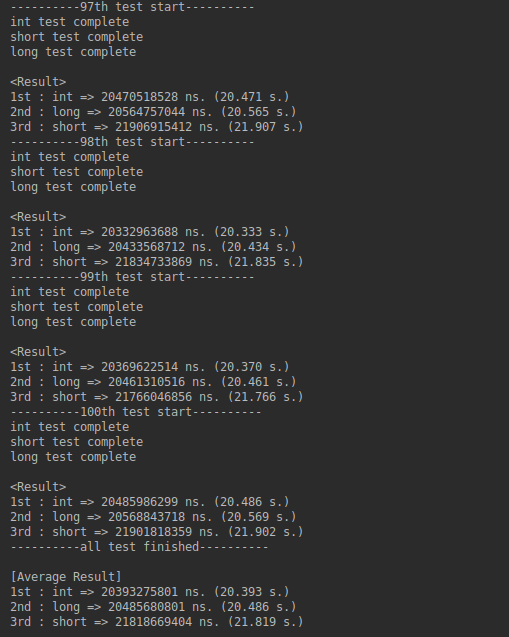 ----------97th test start----------
int test complete
short test complete
long test complete
<Result>
1st : int => 20470518528 ns. (20.471 s.)
2nd : long => 20564757044 ns. (20.565 s.)
3rd : short => 21906915412 ns. (21.907 s.)
----------98th test start----------
int test complete
short test complete
long test complete
<Result>
1st : int => 20332963688 ns. (20.333 s.)
2nd : long => 20433568712 ns. (20.434 s.)
3rd : short => 21834733869 ns. (21.835 s.)
----------99th test start----------
int test complete
short test complete
long test complete
<Result>
1st : int => 20369622514 ns. (20.370 s.)
2nd : long => 20461310516 ns. (20.461 s.)
3rd : short => 21766046856 ns. (21.766 s.)
----------100th test start----------
int test complete
short test complete
long test complete
<Result>
1st : int => 20485986299 ns. (20.486 s.)
2nd : long => 20568843718 ns. (20.569 s.)
3rd : short => 21901818359 ns. (21.902 s.)
----------all test finished----------
[Average Result]
1st : int => 20393275801 ns. (20.393 s.)
2nd : long => 20485680801 ns. (20.486 s.)
3rd : short => 21818669404 ns. (21.819 s.)